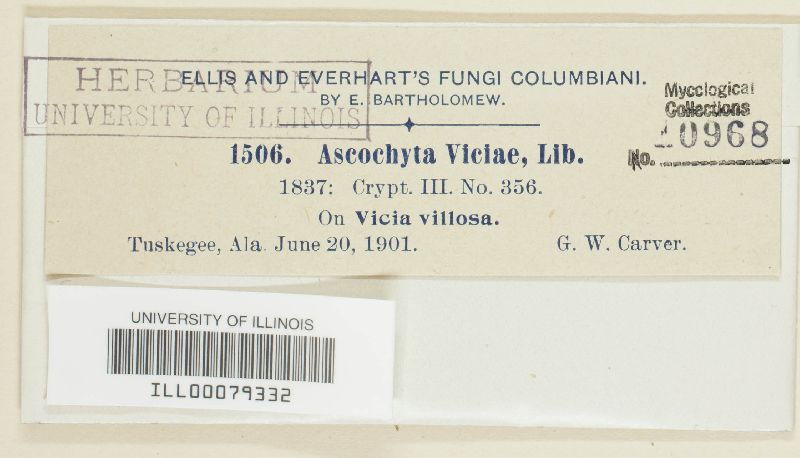 HERBARIUM
UNIVERSITY OF ILLINOIS
ELLIS AND EVERHART'S FUNGI COLUMBIANI.
BY E. BARTHOLOMEW.
Mycological
Collections
No. 10968
1506. Ascochyta Viciae, Lib.
1837: Crypt. III. No. 356.
On Vicia villosa.
Tuskegee, Ala. June 20, 1901. G. W. Carver.
UNIVERSITY OF ILLINOIS
ILL00079332